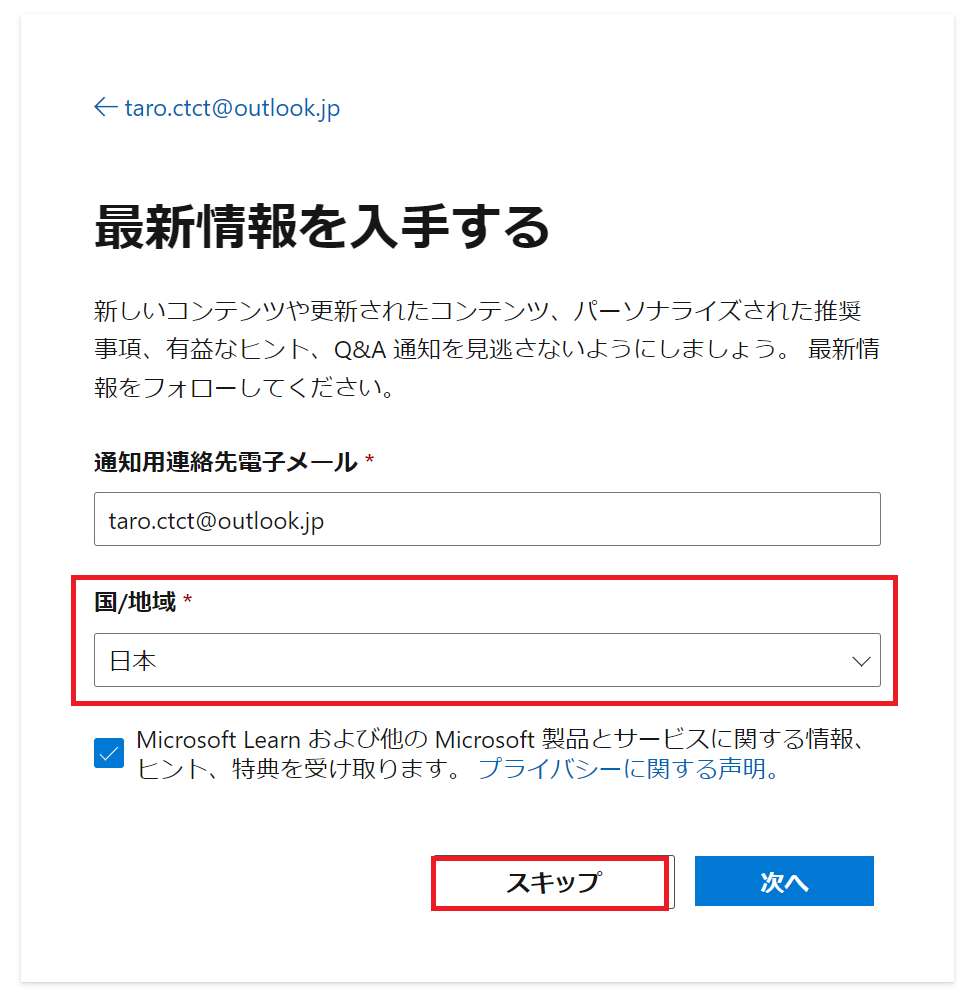 ← taro.ctct@outlook.jp
最新情報を入手する
新しいコンテンツや更新されたコンテンツ、パーソナライズされた推奨
事項、有益なヒント、Q&A 通知を見逃さないようにしましょう。 最新情
報をフォローしてください。
通知用連絡先電子メール *
taro.ctct@outlook.jp
国/地域 *
日本
Microsoft Learn および他の Microsoft 製品とサービスに関する情報、
ヒント、特典を受け取ります。 プライバシーに関する声明。
スキップ
次へ